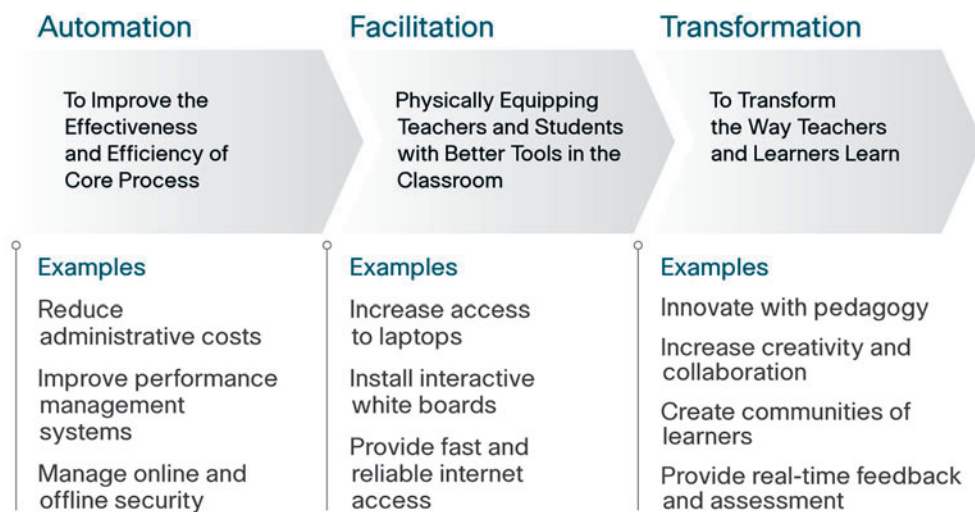 Automation
To Improve the
Effectiveness
and Efficiency of
Core Process
Examples
Reduce
administrative costs
Improve performance
management
systems
Manage online and
offline security
Facilitation
Physically Equipping
Teachers and Students
with Better Tools in the
Classroom
Examples
Increase access
to laptops
Install interactive
white boards
Provide fast and
reliable internet
access
Transformation
To Transform
the Way Teachers
and Learners Learn
Examples
Innovate with pedagogy
Increase creativity and
collaboration
Create communities of
learners
Provide real-time feedback
and assessment